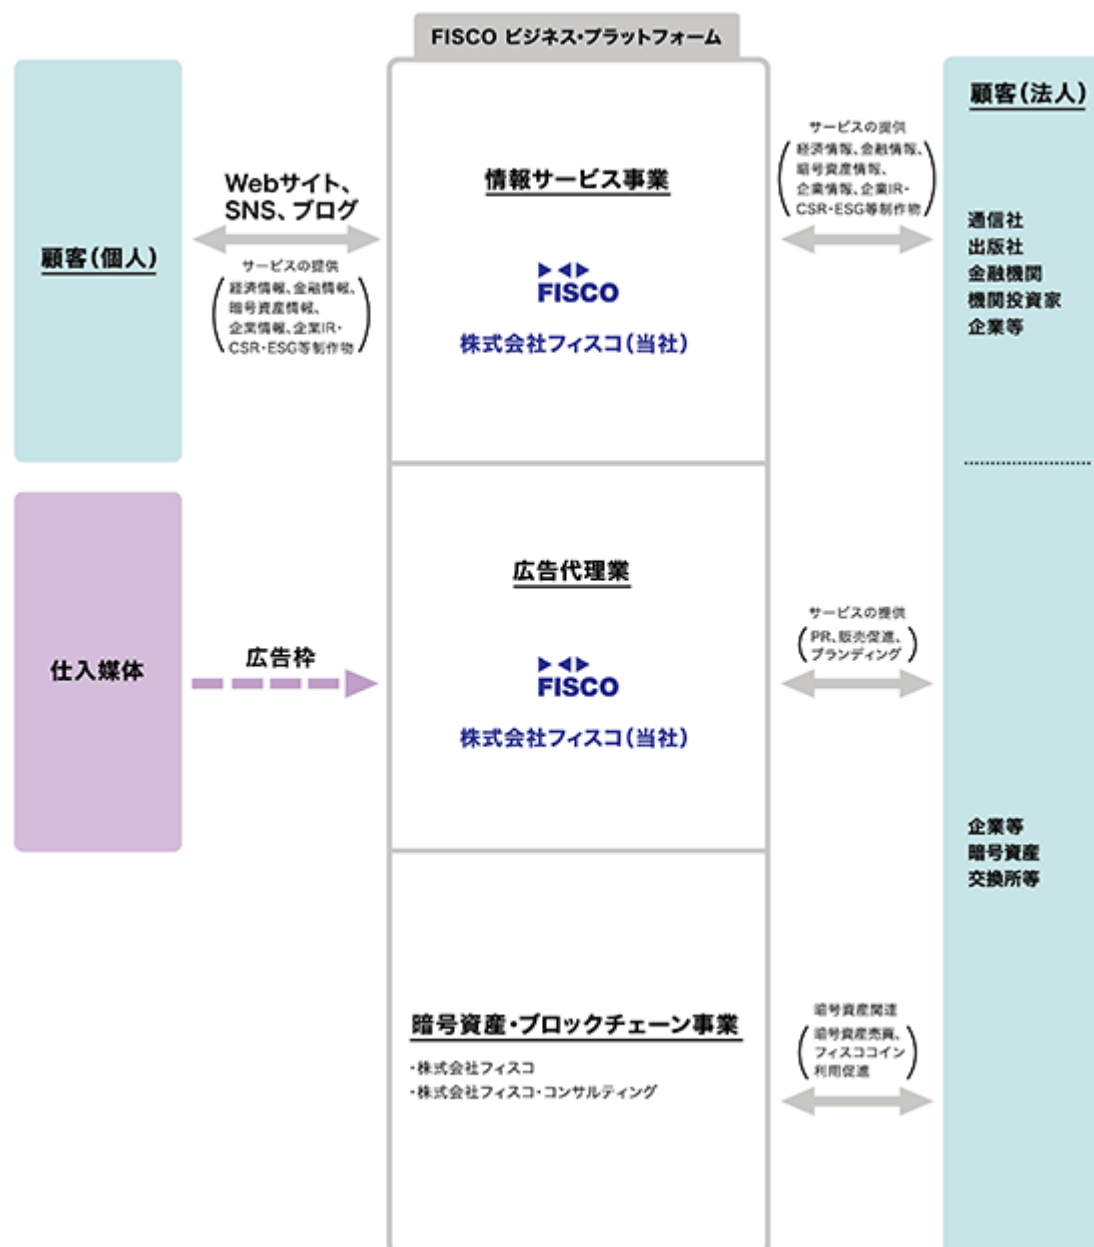 FISCO ビジネス・プラットフォーム
顧客(個人)
Webサイト、
SNS、ブログ
サービスの提供
経済情報、金融情報、
暗号資産情報、
企業情報、企業IR・
CSR・ESG等制作物
情報サービス事業
FISCO
株式会社フィスコ(当社)
サービスの提供
経済情報、金融情報、
暗号資産情報、
企業情報、企業IR・
CSR・ESG等制作物
顧客(法人)
通信社
出版社
金融機関
機関投資家
企業等
仕入媒体
広告枠
広告代理業
FISCO
株式会社フィスコ(当社)
サービスの提供
PR、販売促進、
ブランディング
企業等
暗号資産
交換所等
暗号資産・ブロックチェーン事業
・株式会社フィスコ
・株式会社フィスコ・コンサルティング
暗号資産関連
暗号資産売買、
フィスココイン
利用促進